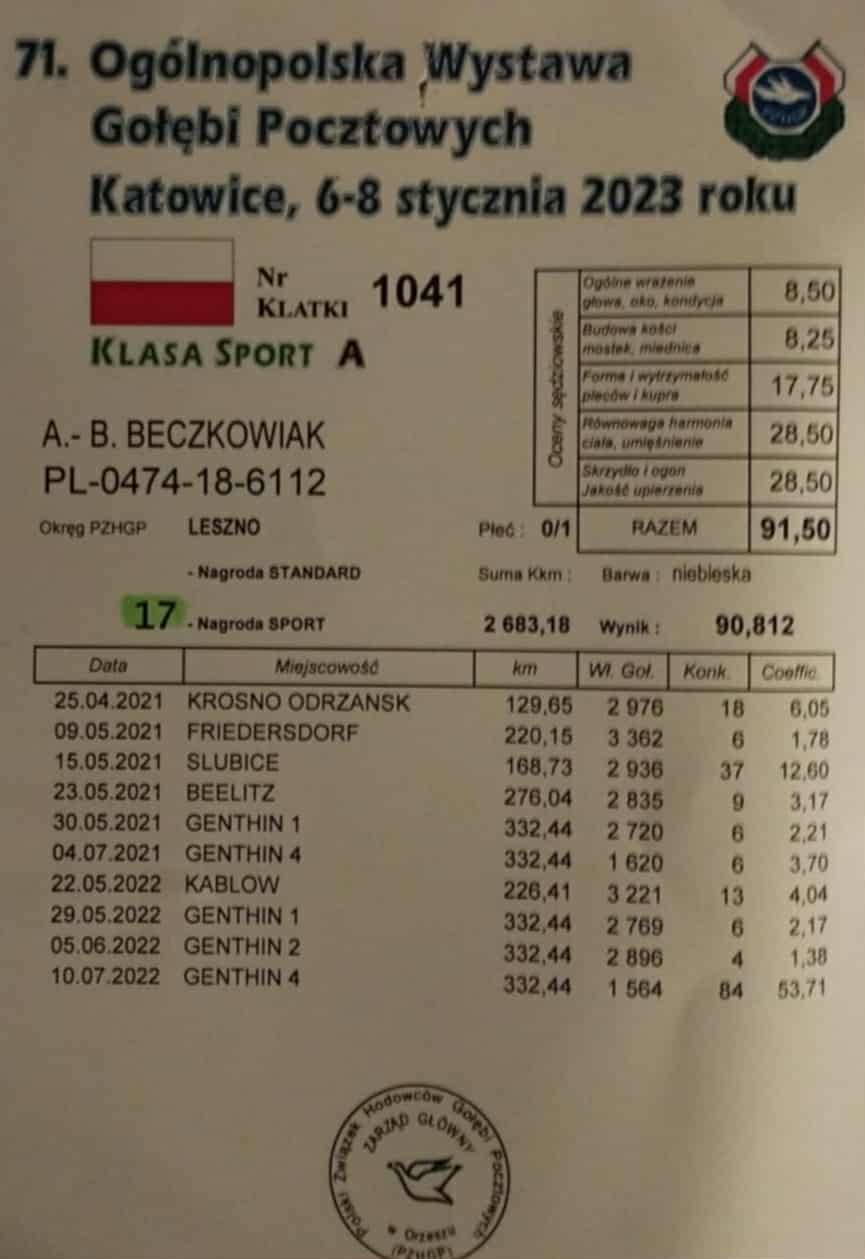 71. Ogólnopolska Wystawa
Gołębi Pocztowych
Katowice, 6-8 stycznia 2023 roku
PZHGP
Nr
KLATKI 1041
KLASA SPORT A
Oceny sędziowskie
Ogólne wrażenie
głowa, oko, kondycja 8,50
Budowa kości
mostek, miednica 8,25
Forma i wytrzymałość
pleców i kupra 17,75
Równowaga harmonia
ciała, umięśnienie 28,50
Skrzydło i ogon
Jakość upierzenia 28,50
RAZEM 91,50
A.- B. BECZKOWIAK
PL-0474-18-6112
Okręg PZHGP LESZNO Płeć : 0/1
- Nagroda STANDARD Suma Kkm : Barwa : niebieska
17 - Nagroda SPORT 2 683,18 Wynik : 90,812
Data Miejscowość km Wł. Goł. Konk. Coeffic.
25.04.2021 KROSNO ODRZANSK 129,65 2 976 18 6,05
09.05.2021 FRIEDERSDORF 220,15 3 362 6 1,78
15.05.2021 SLUBICE 168,73 2 936 37 12,60
23.05.2021 BEELITZ 276,04 2 835 9 3,17
30.05.2021 GENTHIN 1 332,44 2 720 6 2,21
04.07.2021 GENTHIN 4 332,44 1 620 6 3,70
22.05.2022 KABLOW 226,41 3 221 13 4,04
29.05.2022 GENTHIN 1 332,44 2 769 6 2,17
05.06.2022 GENTHIN 2 332,44 2 896 4 1,38
10.07.2022 GENTHIN 4 332,44 1 564 84 53,71
Polski Związek Hodowców Gołębi Pocztowych
ZARZĄD GŁÓWNY
w Orzeszu
(PZHGP)